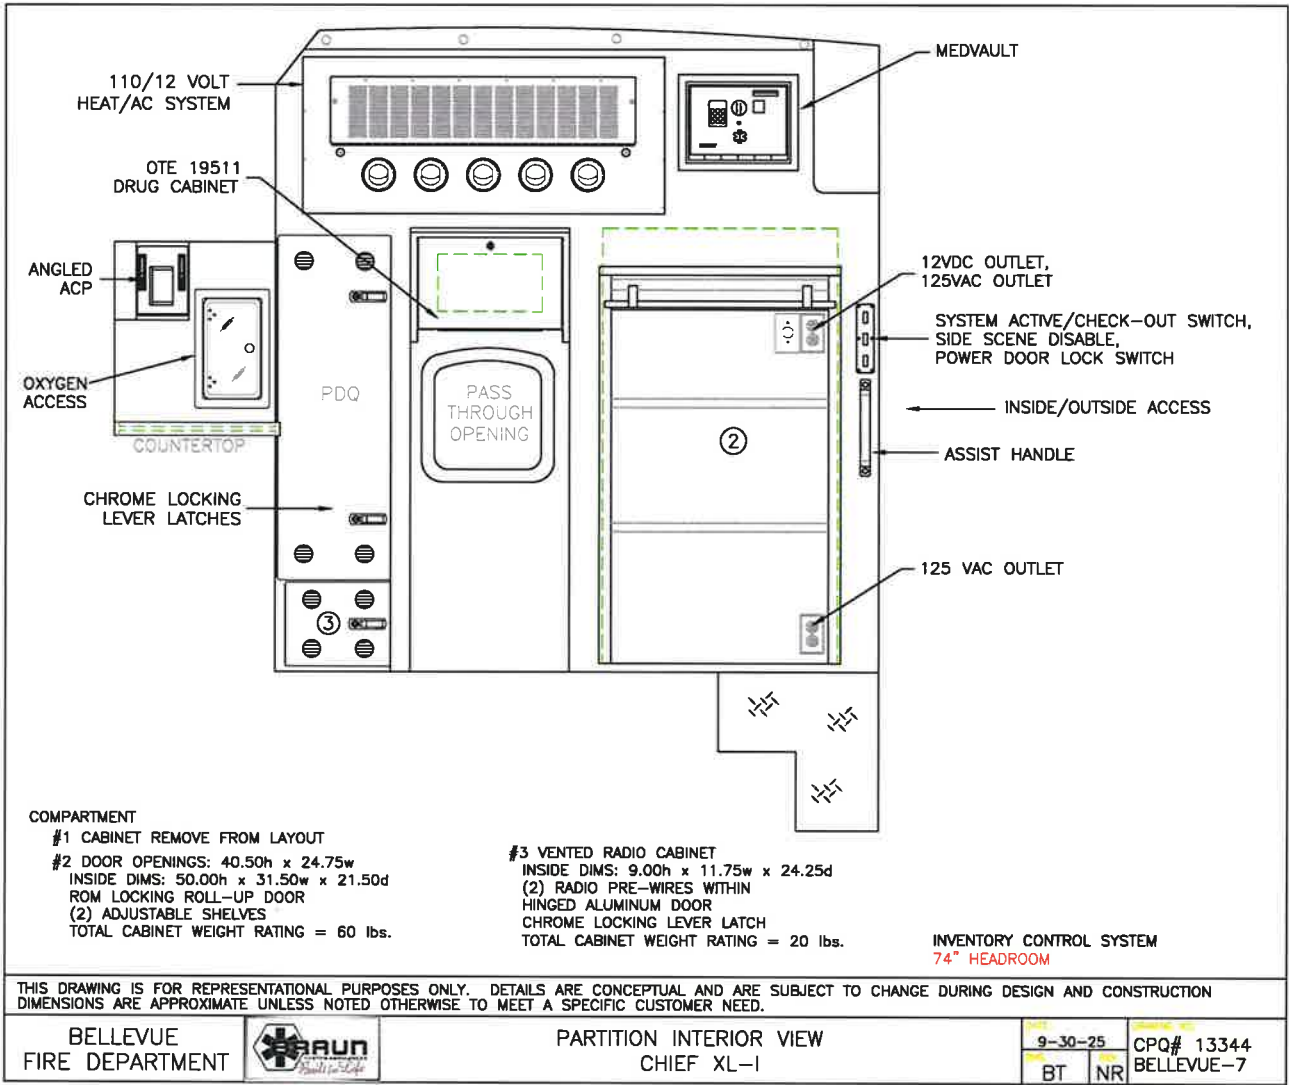 MEDVAULT
110/12 VOLT
HEAT/AC SYSTEM
OTE 19511
DRUG CABINET
ANGLED
ACP
12VDC OUTLET,
125VAC OUTLET
SYSTEM ACTIVE/CHECK-OUT SWITCH,
SIDE SCENE DISABLE,
POWER DOOR LOCK SWITCH
OXYGEN
ACCESS
PDQ
PASS
THROUGH
OPENING
INSIDE/OUTSIDE ACCESS
COUNTERTOP
2
ASSIST HANDLE
CHROME LOCKING
LEVER LATCHES
125 VAC OUTLET
3
COMPARTMENT
#1 CABINET REMOVE FROM LAYOUT
#2 DOOR OPENINGS: 40.50h x 24.75w
INSIDE DIMS: 50.00h x 31.50w x 21.50d
ROM LOCKING ROLL-UP DOOR
(2) ADJUSTABLE SHELVES
TOTAL CABINET WEIGHT RATING = 60 lbs.
#3 VENTED RADIO CABINET
INSIDE DIMS: 9.00h x 11.75w x 24.25d
(2) RADIO PRE-WIRES WITHIN
HINGED ALUMINUM DOOR
CHROME LOCKING LEVER LATCH
TOTAL CABINET WEIGHT RATING = 20 lbs.
INVENTORY CONTROL SYSTEM
74" HEADROOM
THIS DRAWING IS FOR REPRESENTATIONAL PURPOSES ONLY. DETAILS ARE CONCEPTUAL AND ARE SUBJECT TO CHANGE DURING DESIGN AND CONSTRUCTION
DIMENSIONS ARE APPROXIMATE UNLESS NOTED OTHERWISE TO MEET A SPECIFIC CUSTOMER NEED.
BELLEVUE
FIRE DEPARTMENT
BRAUN
Built for Life
PARTITION INTERIOR VIEW
CHIEF XL-I
DATE:
9-30-25
BT
NR
DRAWING NO.
CPQ# 13344
BELLEVUE-7